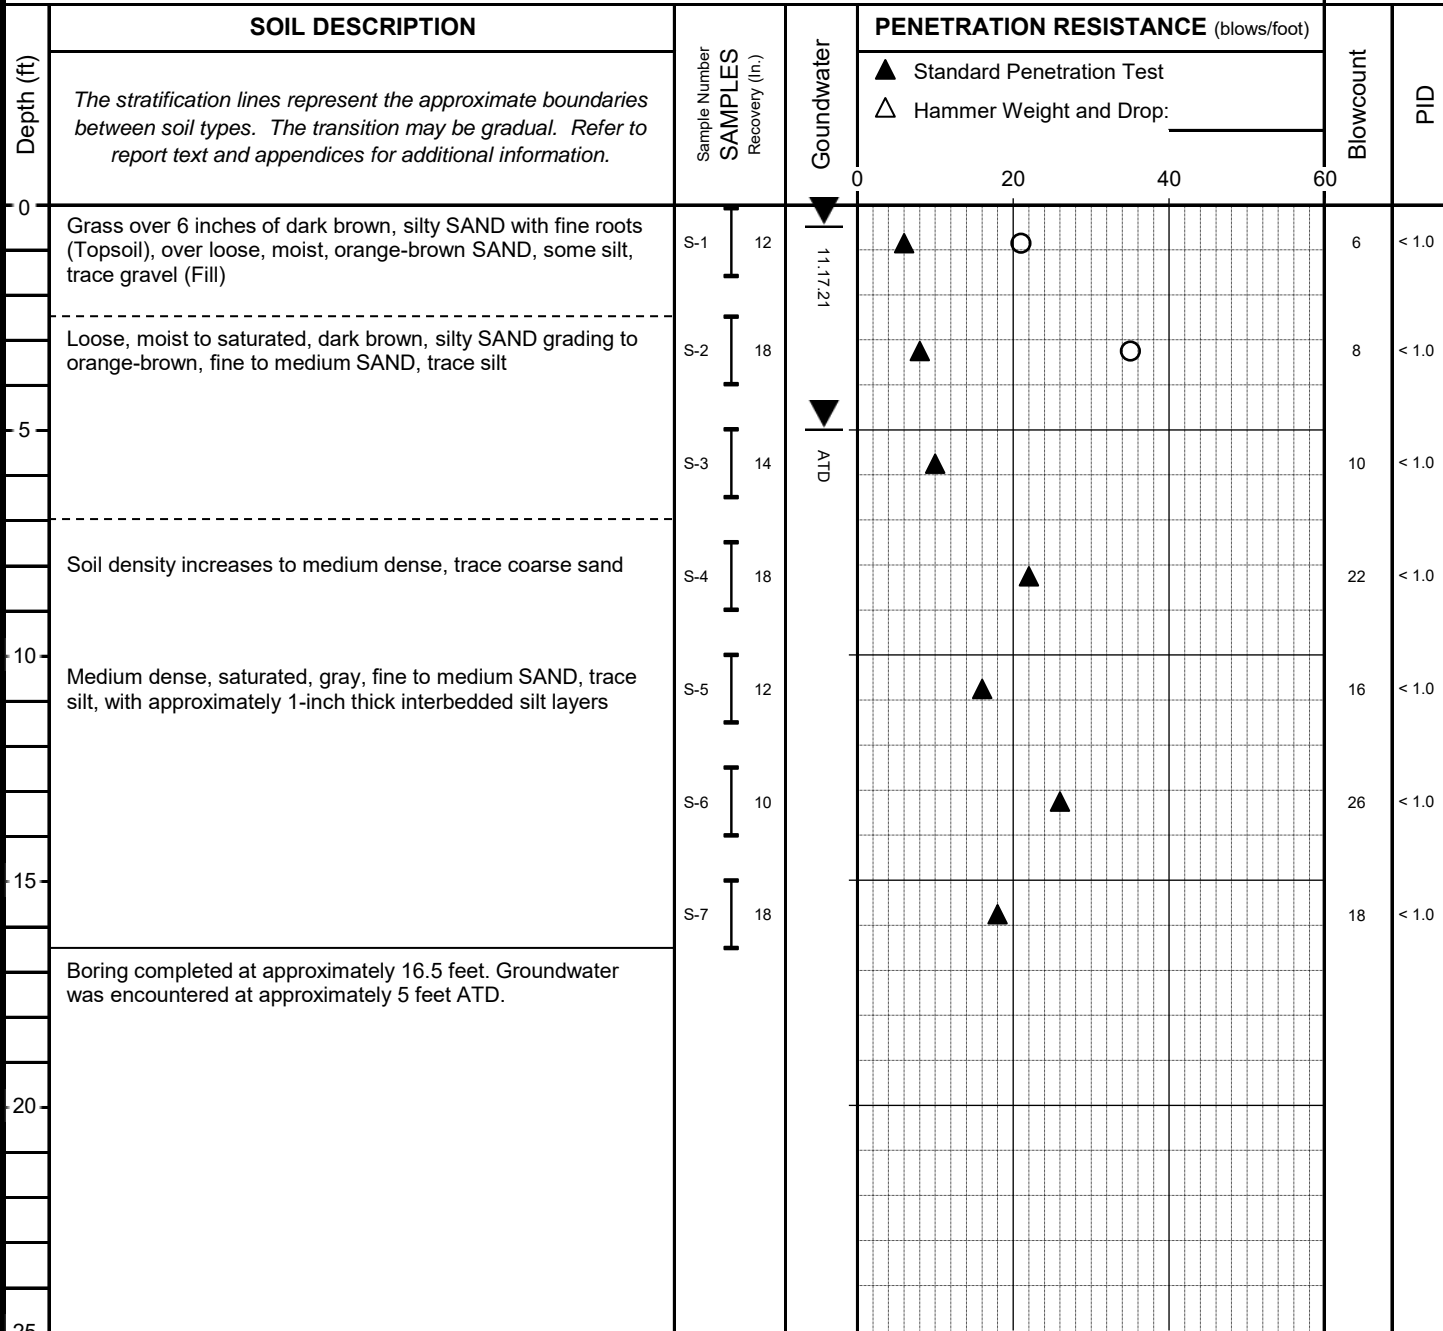 Depth (ft)
SOIL DESCRIPTION
The stratification lines represent the approximate boundaries
between soil types. The transition may be gradual. Refer to
report text and appendices for additional information.
Sample Number
SAMPLES
Recovery (In.)
Goundwater
PENETRATION RESISTANCE (blows/foot)
▲ Standard Penetration Test
△ Hammer Weight and Drop:
0 20 40 60
Blowcount
PID
0
Grass over 6 inches of dark brown, silty SAND with fine roots
(Topsoil), over loose, moist, orange-brown SAND, some silt,
trace gravel (Fill)
S-1 12
11.17.21
6 < 1.0
Loose, moist to saturated, dark brown, silty SAND grading to
orange-brown, fine to medium SAND, trace silt
S-2 18
8 < 1.0
5
S-3 14
ATD
10 < 1.0
Soil density increases to medium dense, trace coarse sand
S-4 18
22 < 1.0
10
Medium dense, saturated, gray, fine to medium SAND, trace
silt, with approximately 1-inch thick interbedded silt layers
S-5 12
16 < 1.0
S-6 10
26 < 1.0
15
S-7 18
18 < 1.0
Boring completed at approximately 16.5 feet. Groundwater
was encountered at approximately 5 feet ATD.
20
25